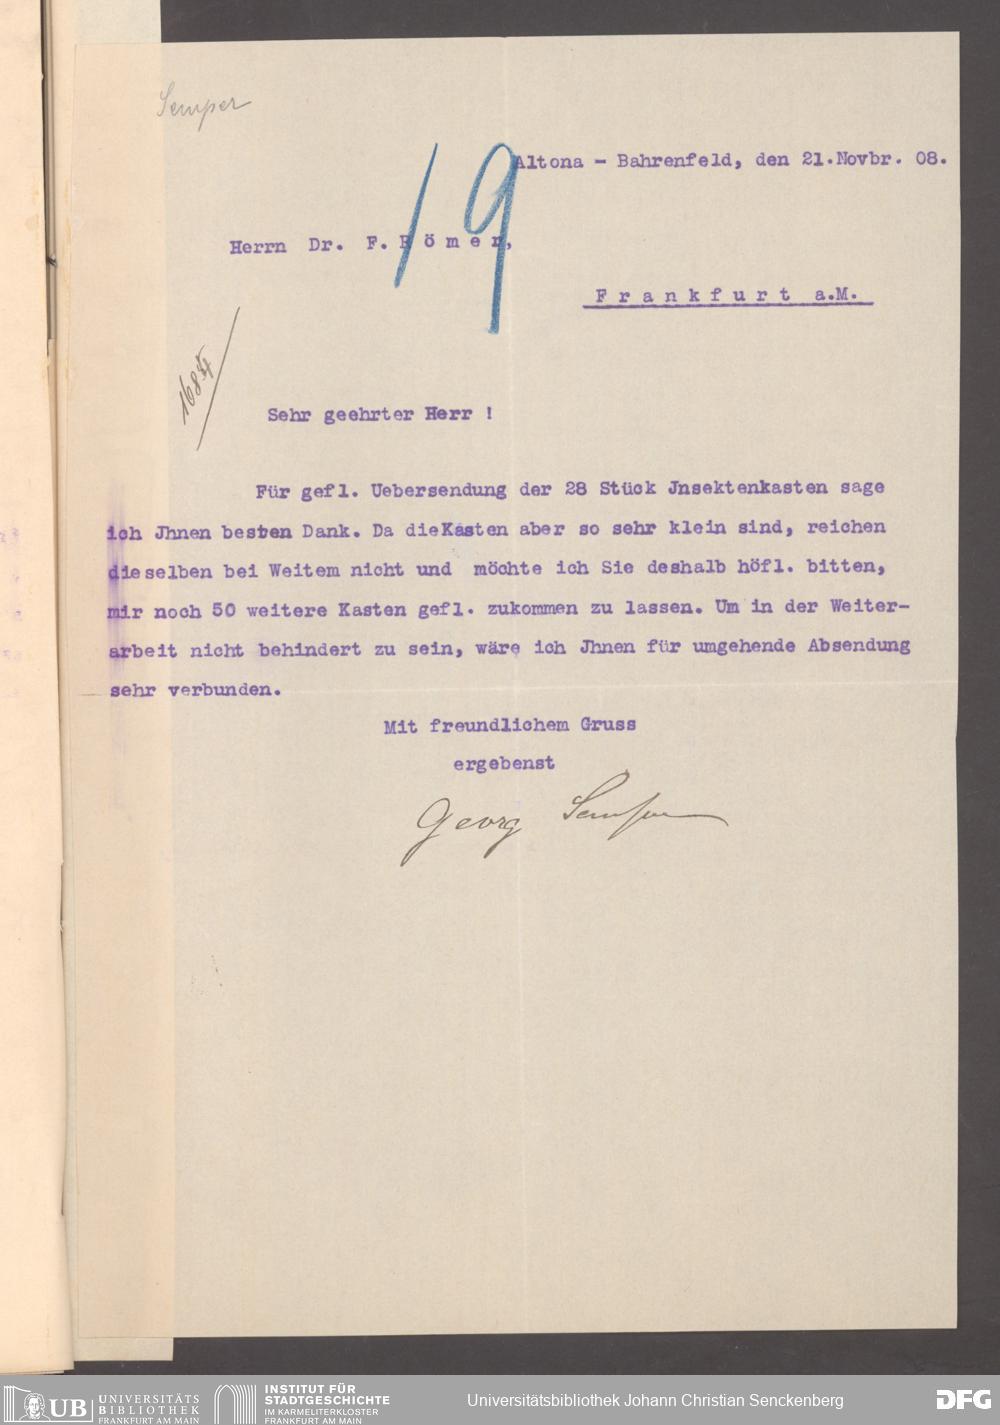 Semper
Altona - Bahrenfeld, den 21.Novbr. 08.
19
Herrn Dr. F. Römer,
Frankfurt a.M.
Sehr geehrter Herr !
Für gefl. Uebersendung der 28 Stück Jnsektenkasten sage
ich Jhnen besten Dank. Da dieKasten aber so sehr klein sind, reichen
dieselben bei Weitem nicht und möchte ich Sie deshalb höfl. bitten,
mir noch 50 weitere Kasten gefl. zukommen zu lassen. Um in der Weiter-
arbeit nicht behindert zu sein, wäre ich Jhnen für umgehende Absendung
sehr verbunden.
Mit freundlichem Gruss
ergebenst
Georg Semper
UB UNIVERSITÄTS
BIBLIOTHEK
FRANKFURT AM MAIN
INSTITUT FÜR
STADTGESCHICHTE
IM KARMELITERKLOSTER
FRANKFURT AM MAIN
Universitätsbibliothek Johann Christian Senckenberg
DFG